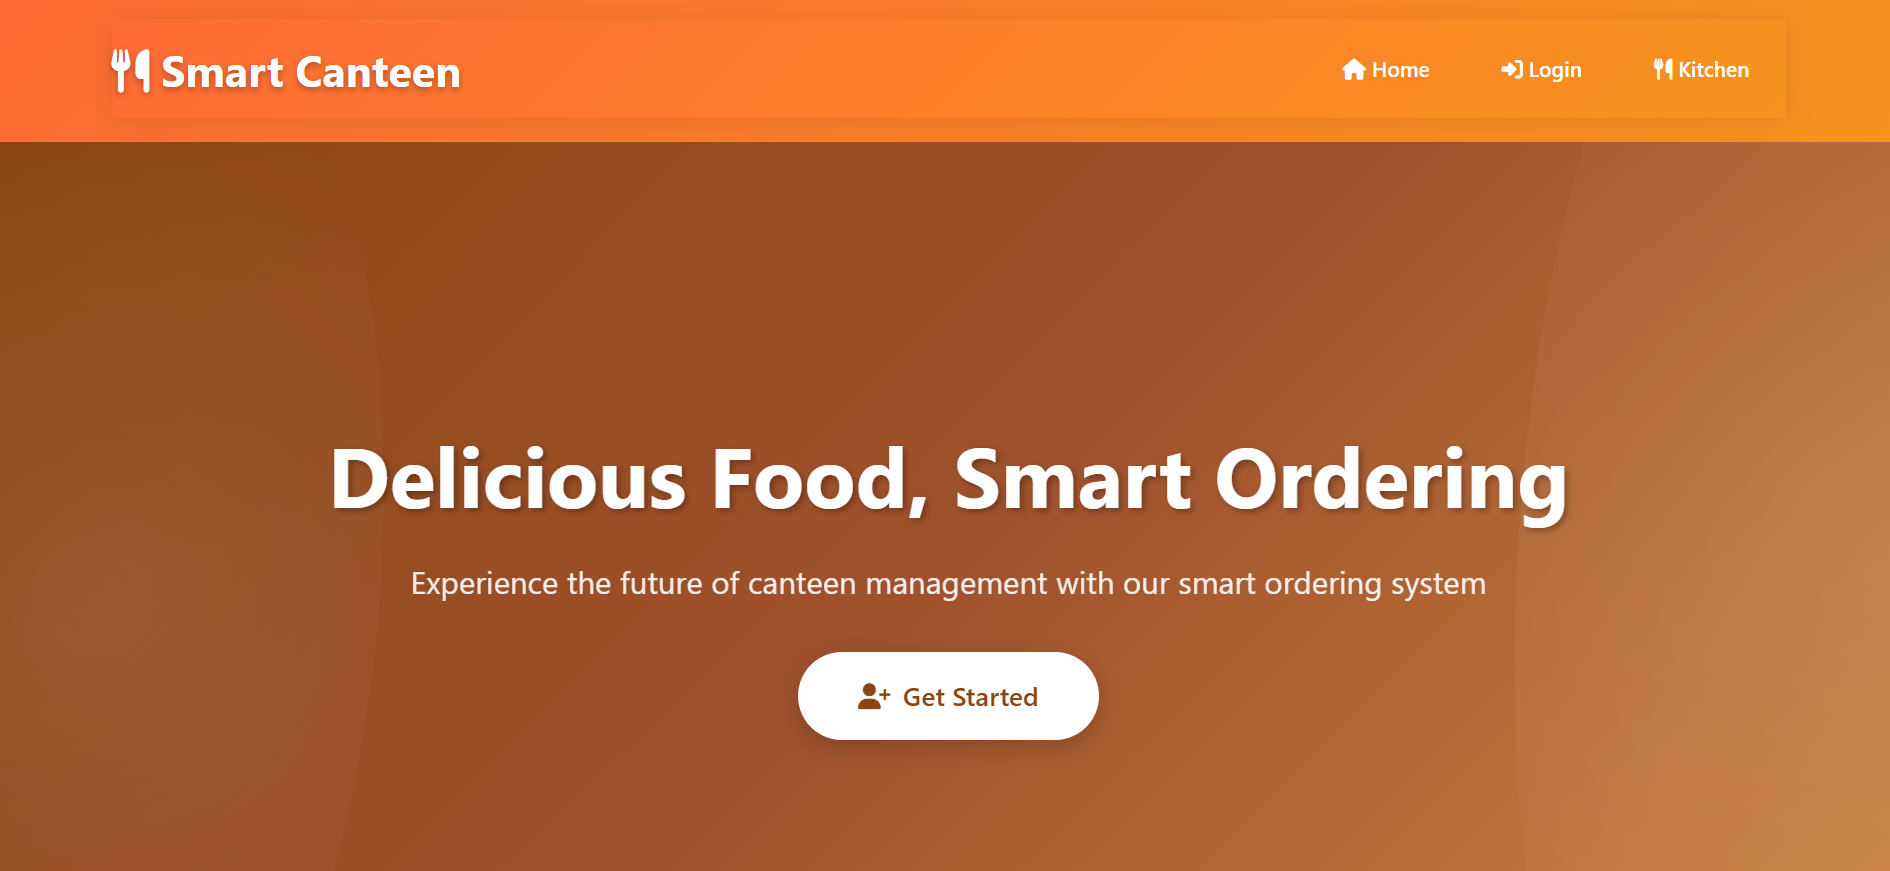 Smart Canteen
Home
Login
Kitchen
Delicious Food, Smart Ordering
Experience the future of canteen management with our smart ordering system
Get Started